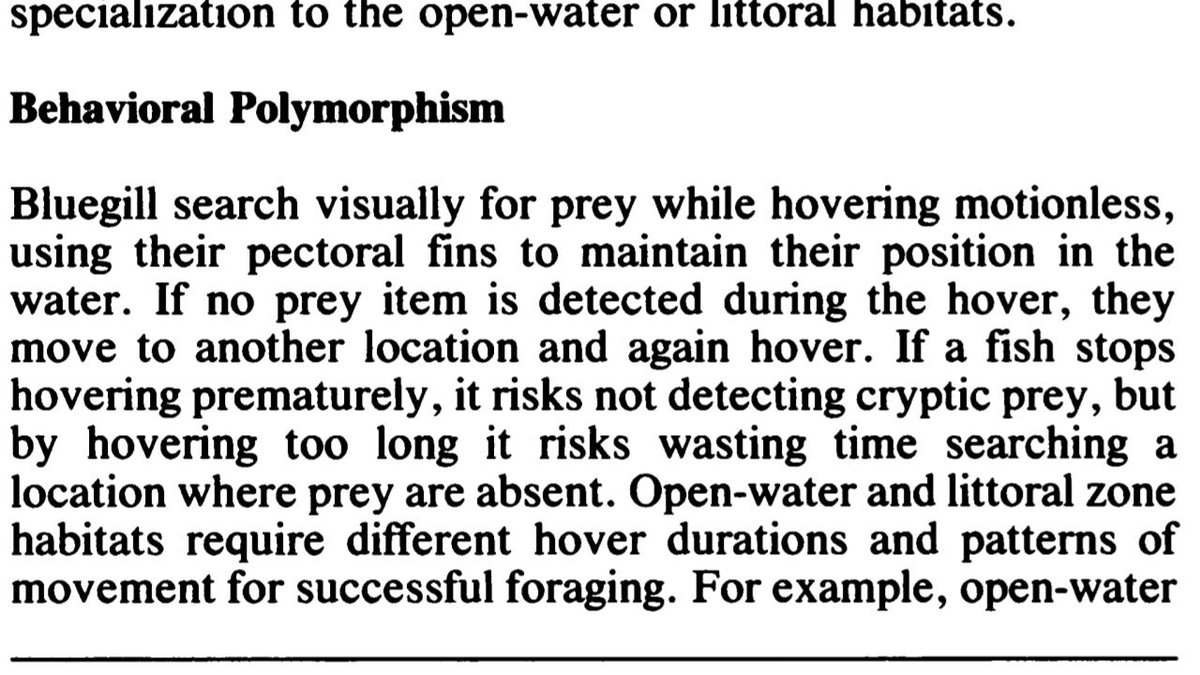 specialization to the open-water or littoral habitats.
Behavioral Polymorphism
Bluegill search visually for prey while hovering motionless,
using their pectoral fins to maintain their position in the
water. If no prey item is detected during the hover, they
move to another location and again hover. If a fish stops
hovering prematurely, it risks not detecting cryptic prey, but
by hovering too long it risks wasting time searching a
location where prey are absent. Open-water and littoral zone
habitats require different hover durations and patterns of
movement for successful foraging. For example, open-water